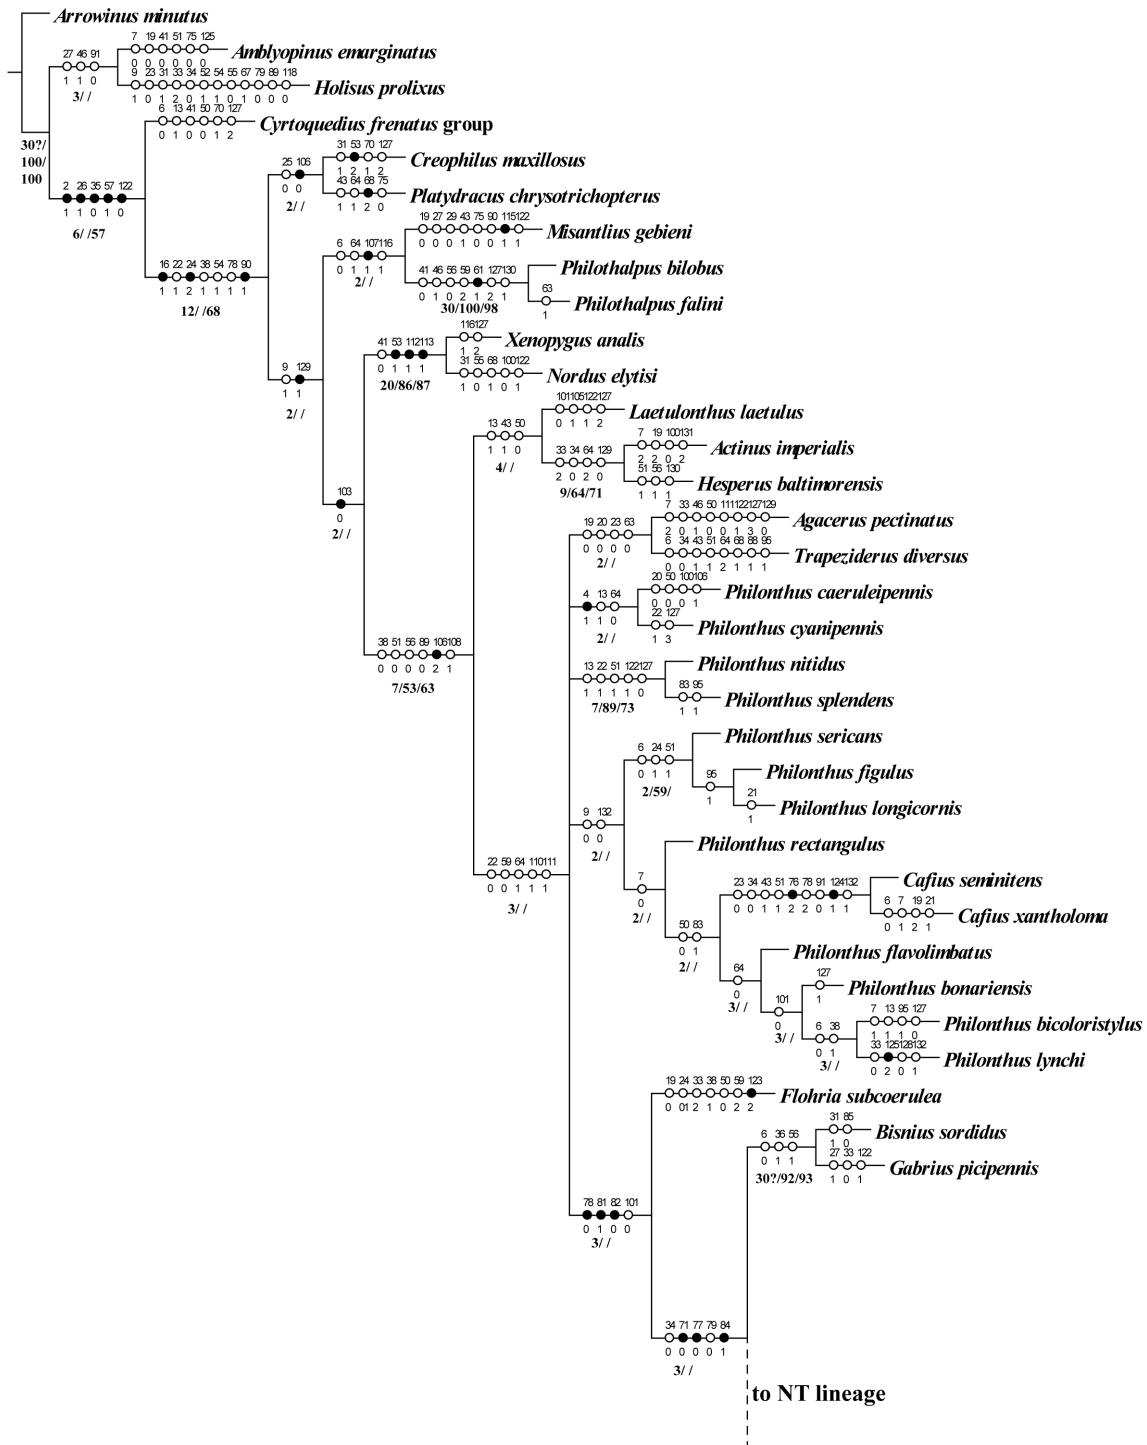 Arrowinus minutus
7 19 41 51 75 125
Amblyopinus emarginatus
0 0 0 0 0 0
27 46 91
1 1 0
3/ /
9 23 31 33 34 52 54 55 67 79 89 118
Holisus prolixus
1 0 1 2 0 1 1 0 1 0 0 0
6 13 41 50 70 127
Cyrtoquedius frenatus group
0 1 0 0 1 2
30?/
100/
100
2 26 35 57 122
1 1 0 1 0
6/ /57
25 106
0 0
2/ /
31 53 70 127
Creophilus maxillosus
1 2 1 2
43 64 68 75
Platydracus chrysotrichopterus
1 1 2 0
16 22 24 38 54 78 90
1 1 2 1 1 1 1
12/ /68
6 64 107 116
0 1 1 1
2/ /
19 27 29 43 75 90 115 122
Misantlius gebieni
0 0 0 0 1 0 1 1
41 46 56 59 61 127 130
0 1 0 2 1 2 1
30/100/98
Philothalpus bilobus
63
Philothalpus falini
1
9 129
1 1
2/ /
41 53 112 113
0 1 1 1
20/86/87
116 127
Xenopygus analis
1 2
31 55 68 100 122
Nordus elytisi
1 0 1 0 1
103
0
2/ /
13 43 50
1 1 0
4/ /
101 105 122 127
Laetulonthus laetulus
0 1 1 2
33 34 64 129
2 0 2 0
9/64/71
7 19 100 131
Actinus imperialis
2 2 0 2
51 56 130
Hesperus baltimorensis
1 1 1
38 51 56 89 106 108
0 0 0 0 2 1
7/53/63
19 20 23 63
0 0 0 0
2/ /
7 33 46 50 111 122 127 129
Agacerus pectinatus
2 0 1 0 0 1 3 0
6 34 43 51 64 68 88 95
Trapeziderus diversus
0 0 1 1 2 1 1 1
4 13 64
1 1 0
2/ /
20 50 100 106
Philonthus caeruleipennis
0 0 0 1
22 127
Philonthus cyanipennis
1 3
13 22 51 122 127
1 1 1 1 0
7/89/73
Philonthus nitidus
83 95
Philonthus splendens
1 1
22 59 64 110 111
0 0 1 1 1
3/ /
9 132
0 0
2/ /
6 24 51
0 1 1
2/59/
Philonthus sericans
95
1
Philonthus figulus
21
Philonthus longicornis
1
7
0
2/ /
Philonthus rectangulus
50 83
0 1
2/ /
23 34 43 51 76 78 91 124 132
0 0 1 1 2 2 0 1 1
Cafius seminitens
6 7 19 21
Cafius xantholoma
0 1 2 1
64
0
3/ /
Philonthus flavolimbatus
101
0
3/ /
127
Philonthus bonariensis
1
6 38
0 1
3/ /
7 13 95 127
Philonthus bicoloristylus
1 1 1 0
33 125 128 132
Philonthus lynchi
0 2 0 1
78 81 82 101
0 1 0 0
3/ /
19 24 33 38 50 59 123
Flohria subcoerulea
0 01 2 1 0 2 2
6 36 56
0 1 1
30?/92/93
31 85
Bisnius sordidus
1 0
27 33 122
Gabrius picipennis
1 0 1
34 71 77 79 84
0 0 0 0 1
3/ /
to NT lineage